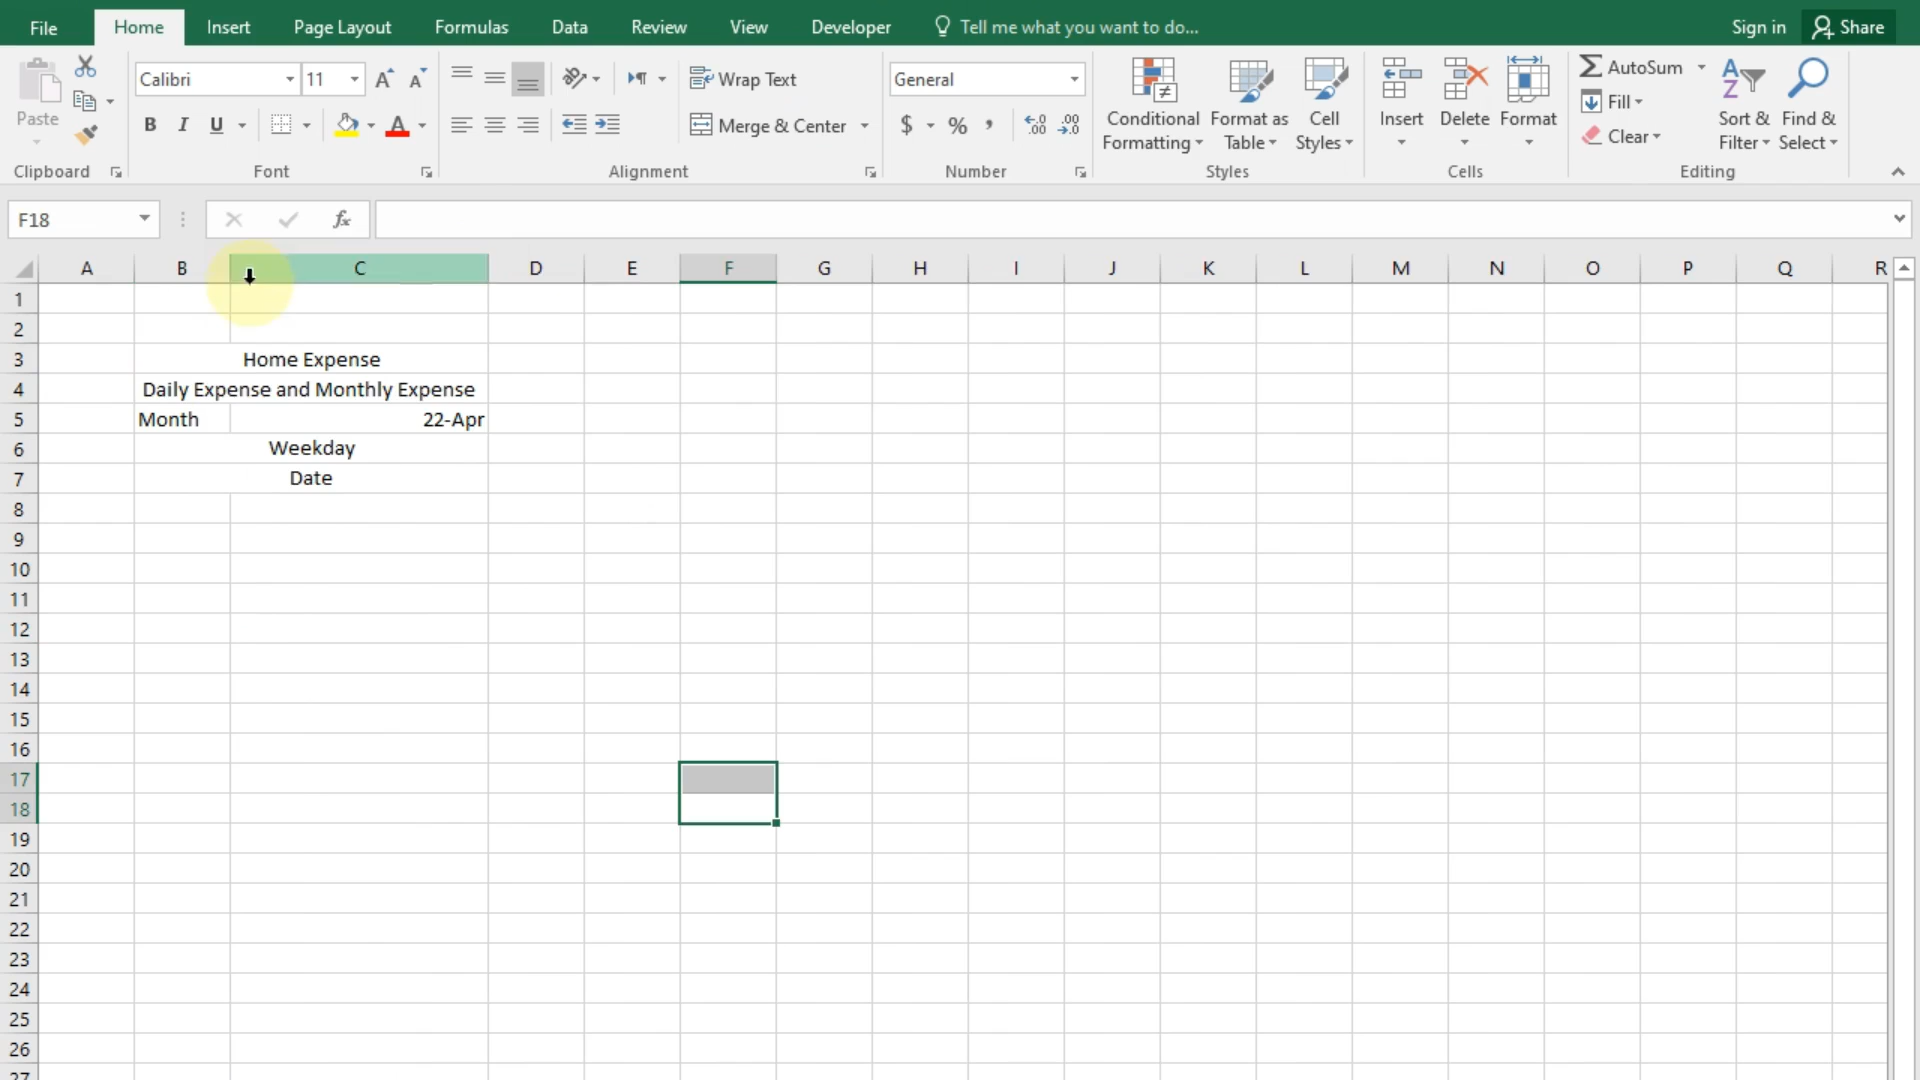 File Home Insert Page Layout Formulas Data Review View Developer Tell me what you want to do... Sign in Share
Paste
Clipboard
Calibri 11
B I U
Font
Wrap Text
Merge & Center
Alignment
General
$ % ,
Number
Conditional Formatting
Format as Table
Cell Styles
Styles
Insert Delete Format
Cells
AutoSum
Fill
Clear
Sort & Filter
Find & Select
Editing
F18 fx
A B C D E F G H I J K L M N O P Q R
1
2
3 Home Expense
4 Daily Expense and Monthly Expense
5 Month 22-Apr
6 Weekday
7 Date
8
9
10
11
12
13
14
15
16
17
18
19
20
21
22
23
24
25
26
27